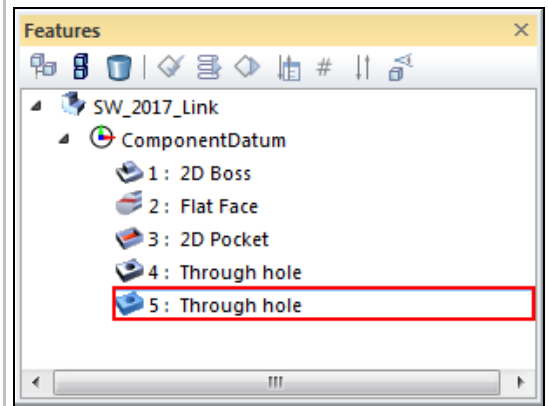 Features
#
SW_2017_Link
ComponentDatum
1 : 2D Boss
2 : Flat Face
3 : 2D Pocket
4 : Through hole
5 : Through hole